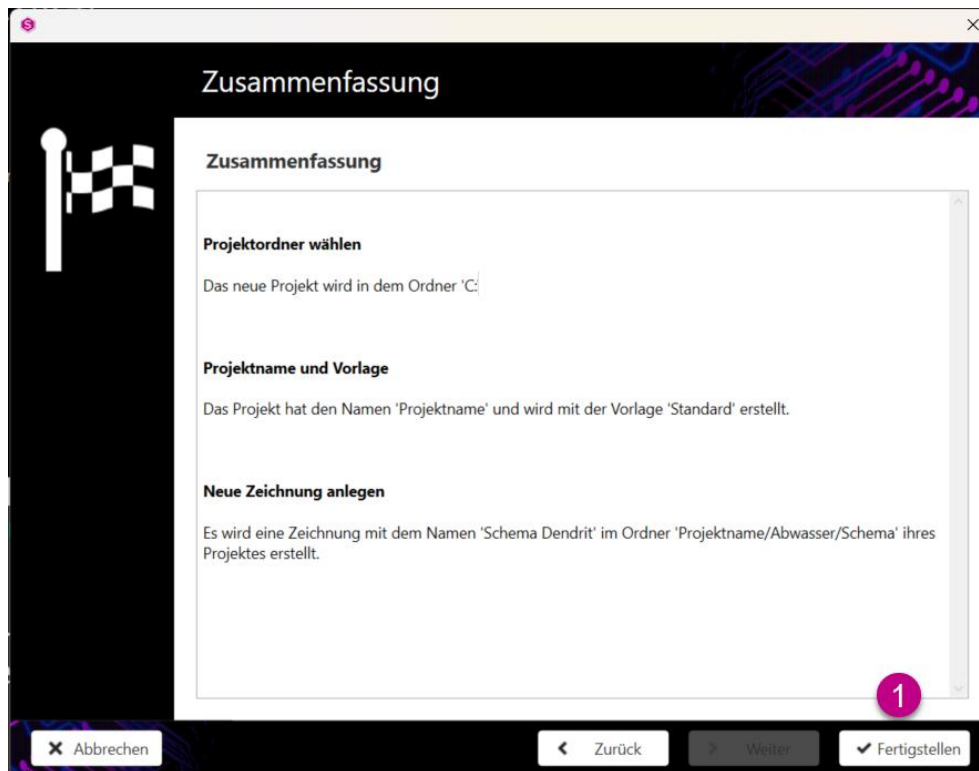 S
Zusammenfassung
Zusammenfassung
Projektordner wählen
Das neue Projekt wird in dem Ordner 'C:
Projektname und Vorlage
Das Projekt hat den Namen 'Projektname' und wird mit der Vorlage 'Standard' erstellt.
Neue Zeichnung anlegen
Es wird eine Zeichnung mit dem Namen 'Schema Dendrit' im Ordner 'Projektname/Abwasser/Schema' ihres
Projektes erstellt.
1
Abbrechen
Zurück
Weiter
Fertigstellen